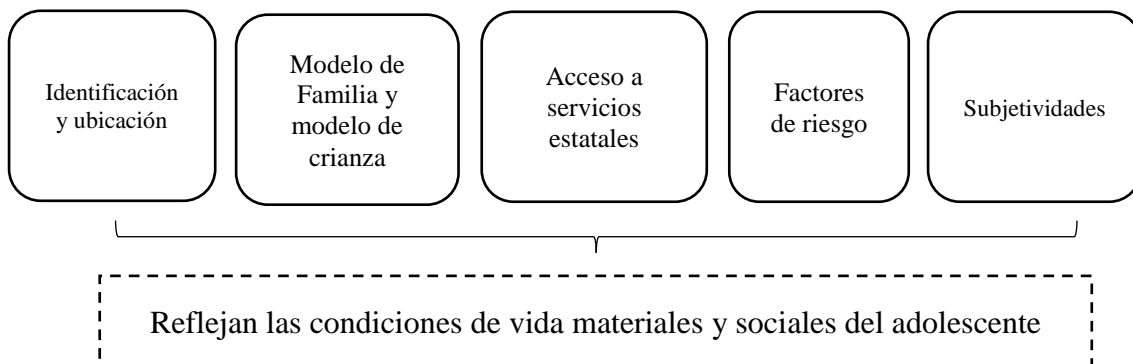 Identificación
y ubicación
Modelo de
Familia y
modelo de
crianza
Acceso a
servicios
estatales
Factores
de riesgo
Subjetividades
Reflejan las condiciones de vida materiales y sociales del adolescente